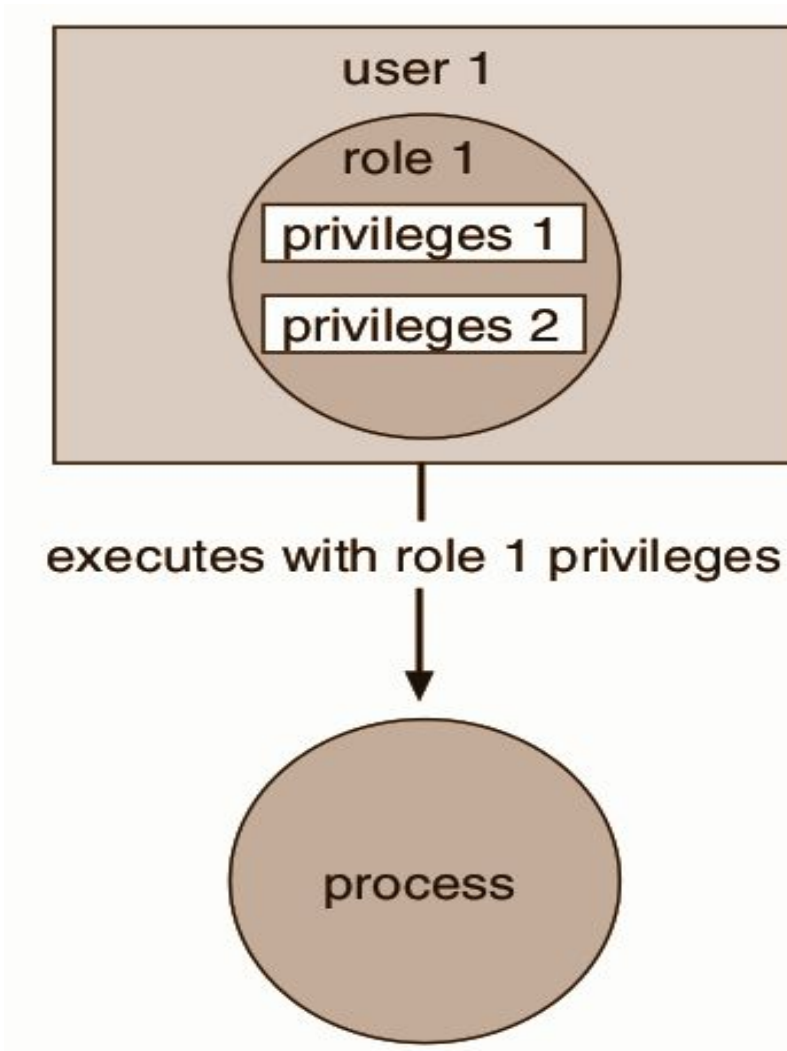 user 1
role 1
privileges 1
privileges 2
executes with role 1 privileges
process